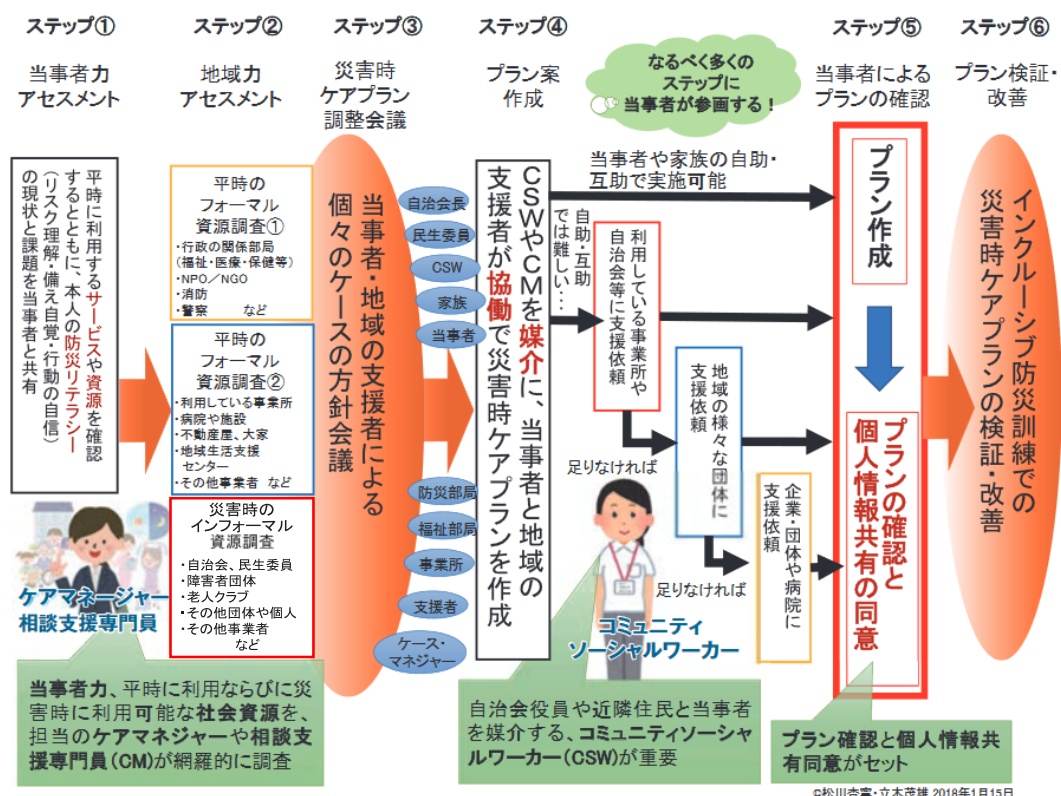 ステップ①
当事者力
アセスメント
ステップ②
地域力
アセスメント
ステップ③
災害時
ケアプラン
調整会議
ステップ④
プラン案
作成
なるべく多くの
ステップに
当事者が参画する！
ステップ⑤
当事者による
プランの確認
ステップ⑥
プラン検証・
改善
平時に利用するサービスや資源を確認
するとともに、本人の防災リテラシー
（リスク理解・備え自覚・行動の自信）
の現状と課題を当事者と共有
ケアマネージャー
相談支援専門員
平時の
フォーマル
資源調査①
・行政の関係部局
（福祉・医療・保健等）
・NPO／NGO
・消防
・警察　など
平時の
フォーマル
資源調査②
・利用している事業所
・病院や施設
・不動産屋、大家
・地域生活支援
センター
・その他事業者 など
災害時の
インフォーマル
資源調査
・自治会、民生委員
・障害者団体
・老人クラブ
・その他団体や個人
・その他事業者
など
当事者・地域の支援者による
個々のケースの方針会議
自治会長
民生委員
CSW
家族
当事者
防災部局
福祉部局
事業所
支援者
ケース・
マネジャー
CSWやCMを媒介に、当事者と地域の
支援者が協働で災害時ケアプランを作成
当事者や家族の自助・
互助で実施可能
自助・互助
では難しい・・・
利用している事業所や
自治会等に支援依頼
足りなければ
地域の様々な団体に
支援依頼
足りなければ
企業・団体や病院に
支援依頼
コミュニティ
ソーシャルワーカー
プラン作成
プランの確認と
個人情報共有の同意
インクルーシブ防災訓練での
災害時ケアプランの検証・改善
当事者力、平時に利用ならびに災
害時に利用可能な社会資源を、
担当のケアマネジャーや相談支
援専門員(CM)が網羅的に調査
自治会役員や近隣住民と当事者
を媒介する、コミュニティソーシャ
ルワーカー(CSW)が重要
プラン確認と個人情報共
有同意がセット
©松川杏寧・立木茂雄 2018年1月15日